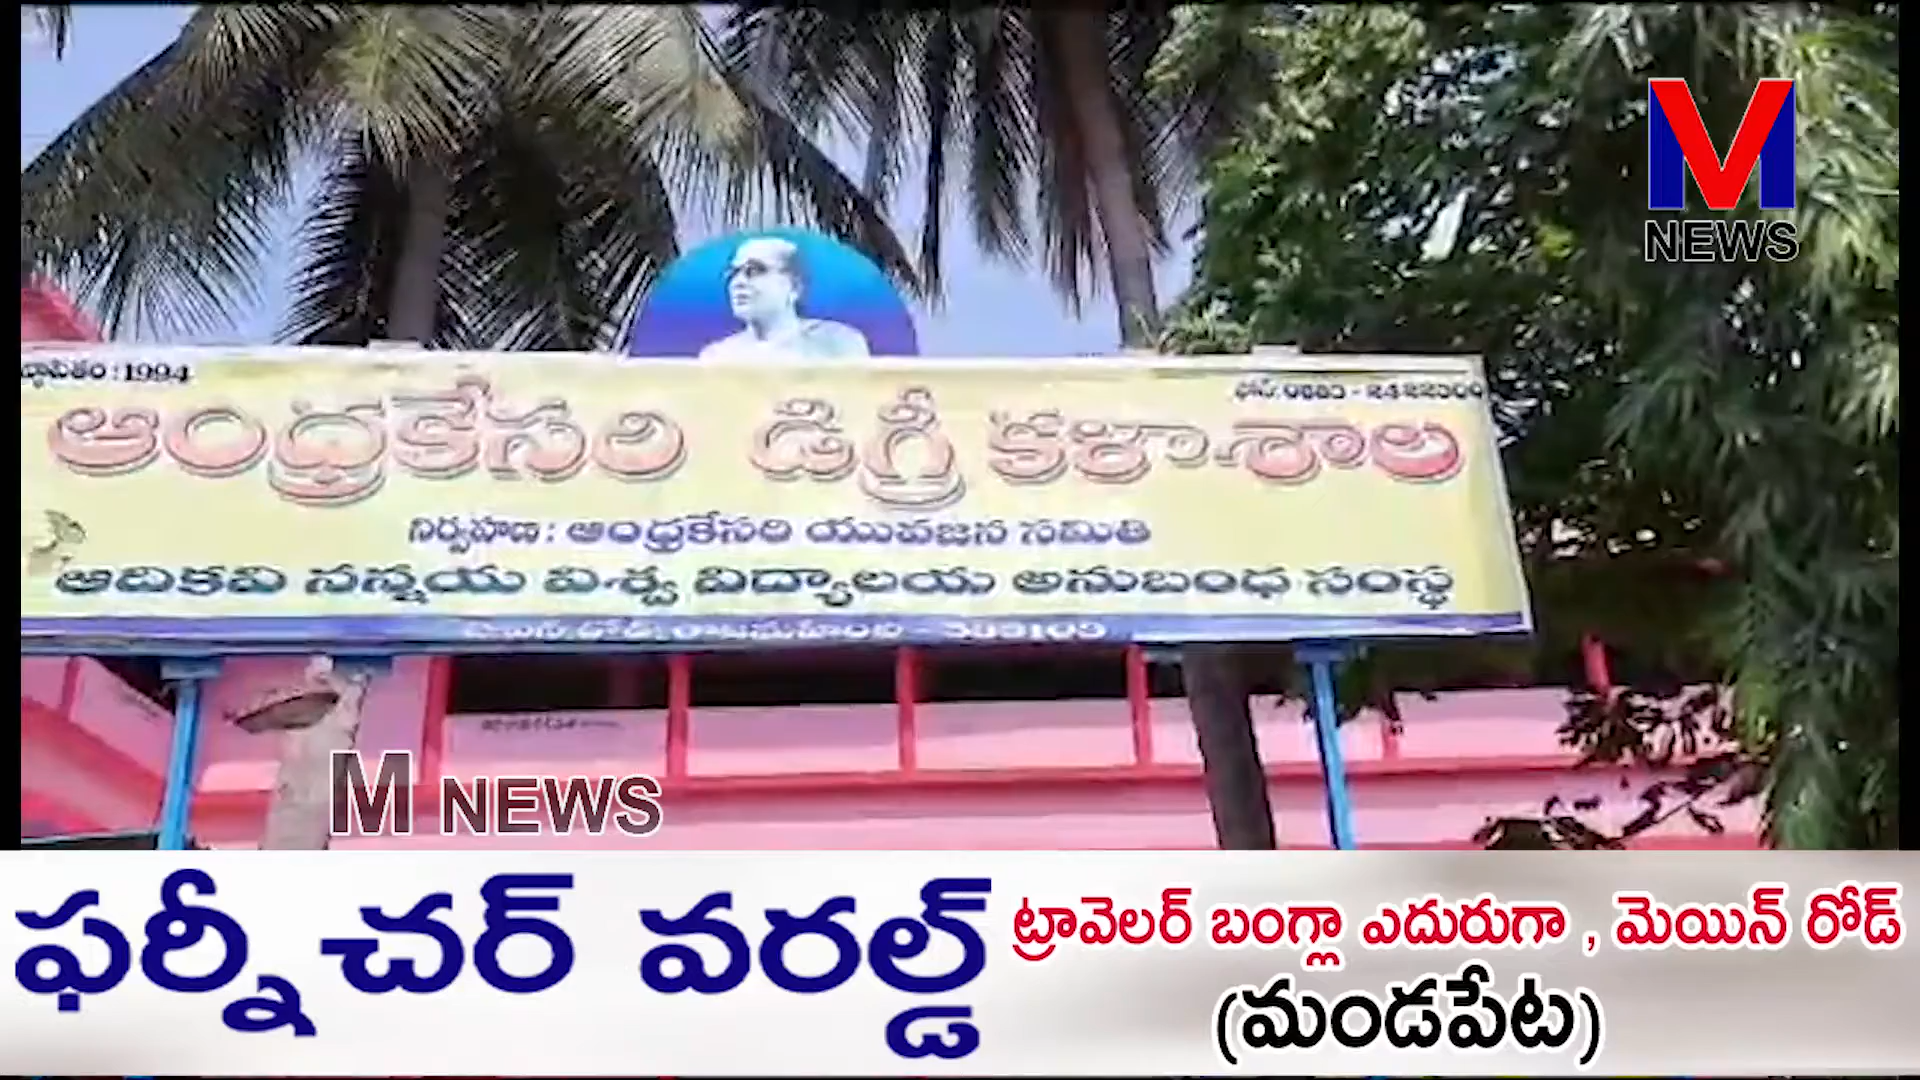 M
NEWS
స్థాపితం : 1994
ఆంధ్రకేసరి డిగ్రీ కళాశాల
నిర్వహణ : ఆంధ్రకేసరి యువజన సమితి
ఆదికవి నన్నయ విశ్వ విద్యాలయ అనుబంధ సంస్థ
M NEWS
ఫర్నీచర్ వరల్డ్
ట్రావెలర్ బంగ్లా ఎదురుగా , మెయిన్ రోడ్
(మండపేట)